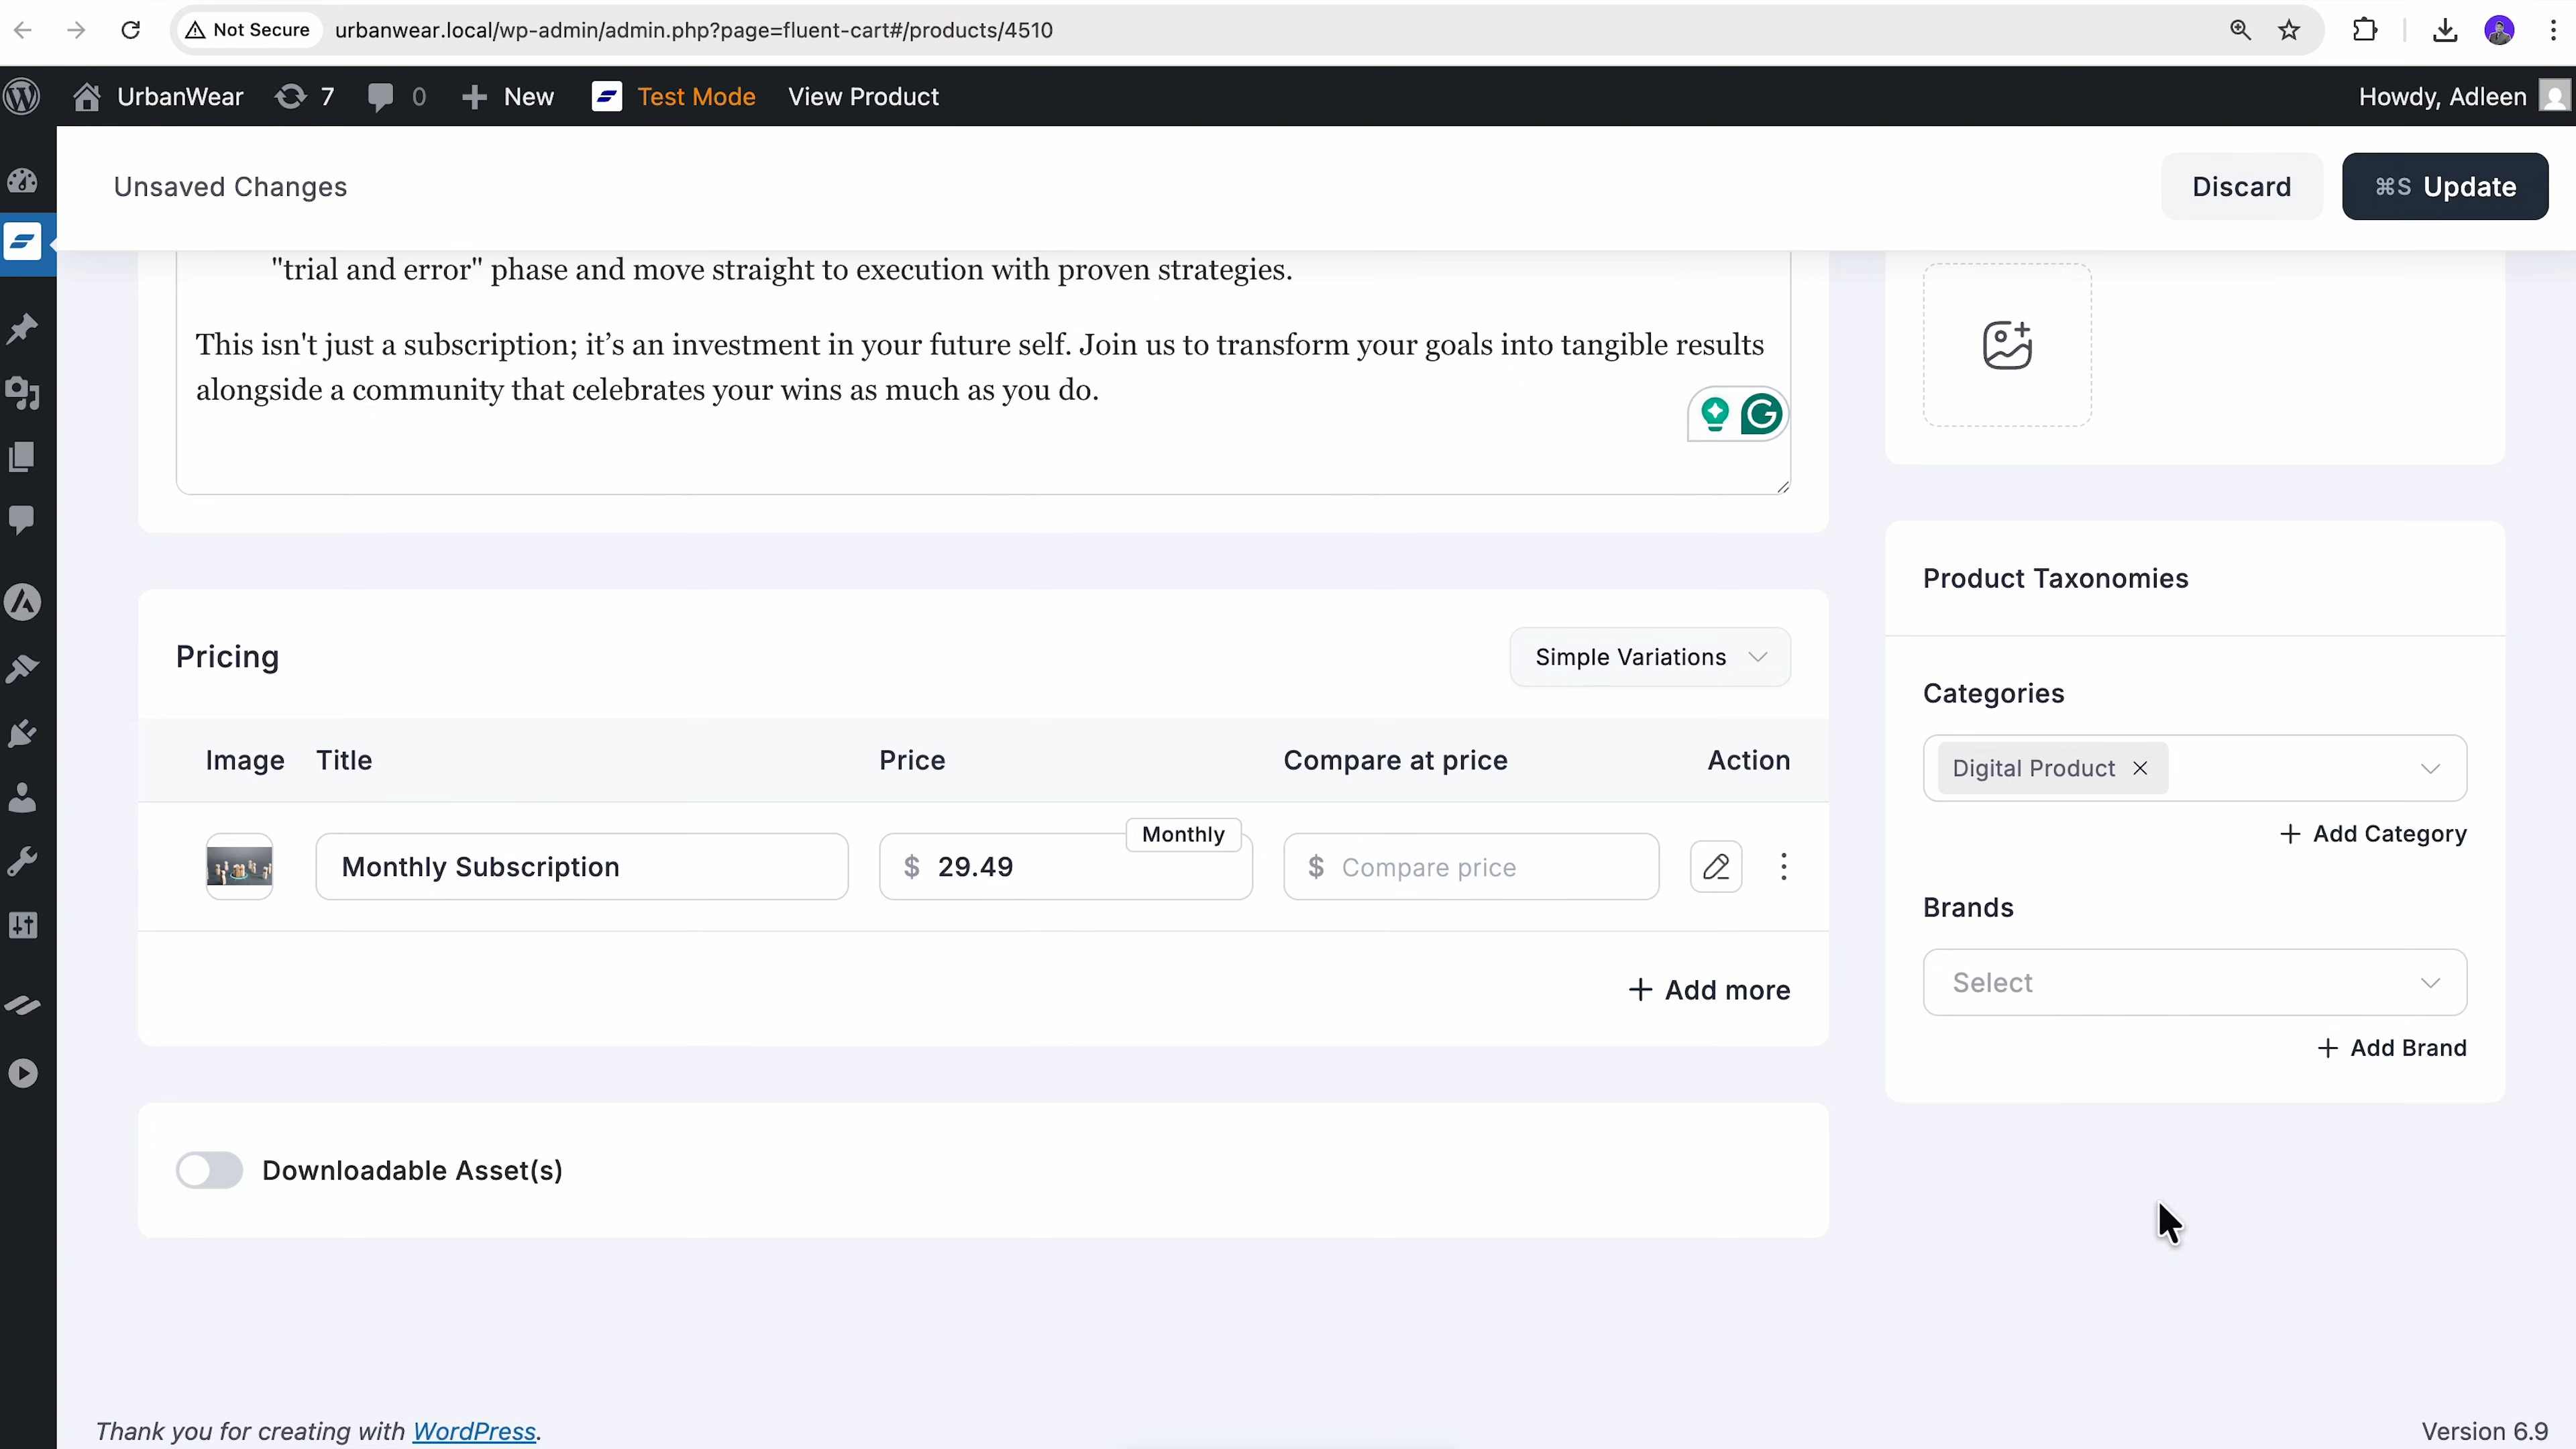 Not Secure urbanwear.local/wp-admin/admin.php?page=fluent-cart#/products/4510
UrbanWear 7 0 New Test Mode View Product Howdy, Adleen
Unsaved Changes Discard ⌘S Update
"trial and error" phase and move straight to execution with proven strategies.
This isn't just a subscription; it’s an investment in your future self. Join us to transform your goals into tangible results
alongside a community that celebrates your wins as much as you do.
Pricing Simple Variations
Image Title Price Compare at price Action
Monthly
Monthly Subscription $ 29.49 $ Compare price
+ Add more
Downloadable Asset(s)
Product Taxonomies
Categories
Digital Product ×
+ Add Category
Brands
Select
+ Add Brand
Thank you for creating with WordPress. Version 6.9